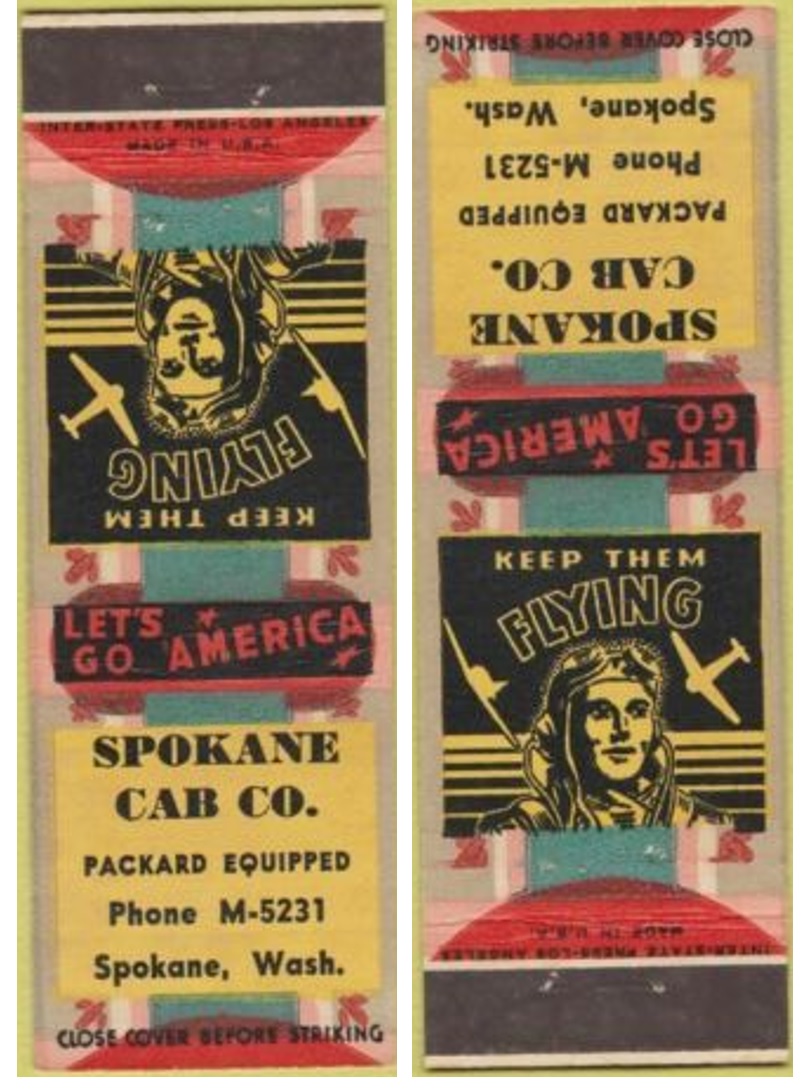 INTER-STATE PRESS-LOS ANGELES
MADE IN U.S.A.
KEEP THEM
FLYING
LET'S
GO AMERICA
SPOKANE
CAB CO.
PACKARD EQUIPPED
Phone M-5231
Spokane, Wash.
CLOSE COVER BEFORE STRIKING
CLOSE COVER BEFORE STRIKING
Spokane, Wash.
Phone M-5231
PACKARD EQUIPPED
CAB CO.
SPOKANE
LET'S
GO AMERICA
KEEP THEM
FLYING
INTER-STATE PRESS-LOS ANGELES
MADE IN U.S.A.